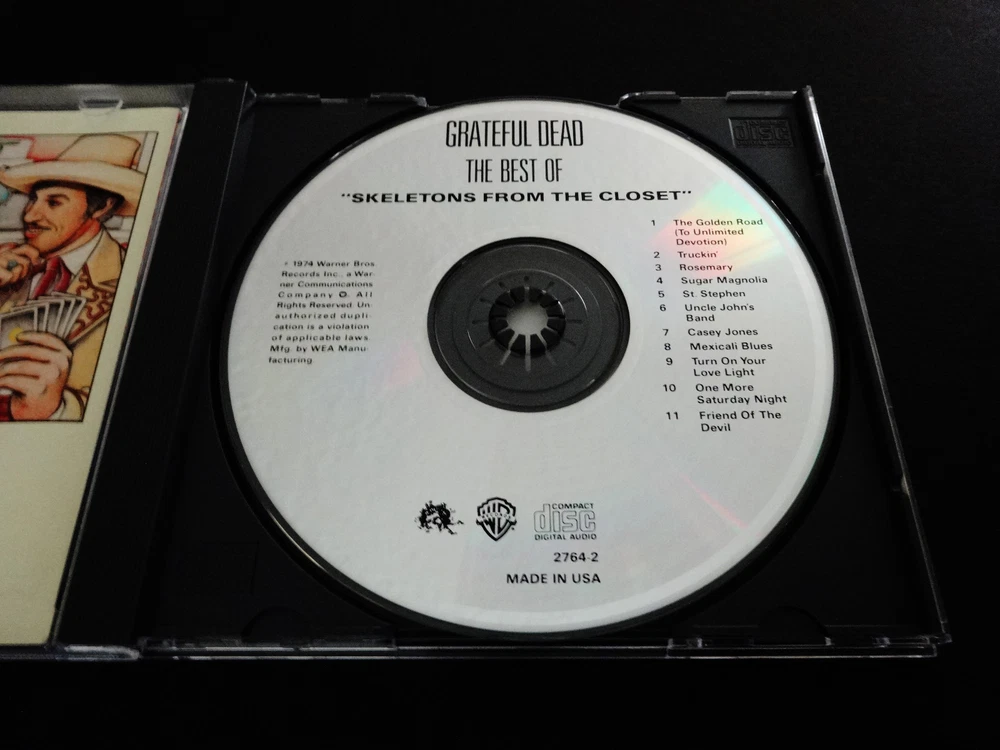 GRATEFUL DEAD
THE BEST OF
"SKELETONS FROM THE CLOSET"
1974 Warner Bros.
Records Inc., a War-
ner Communications
Company. All
Rights Reserved. Un-
authorized dupli-
cation is a violation
of applicable laws.
Mfg. by WEA Manu-
facturing
1 The Golden Road
(To Unlimited
Devotion)
2 Truckin'
3 Rosemary
4 Sugar Magnolia
5 St. Stephen
6 Uncle John's
Band
7 Casey Jones
8 Mexicali Blues
9 Turn On Your
Love Light
10 One More
Saturday Night
11 Friend Of The
Devil
WB
COMPACT
disc
DIGITAL AUDIO
2764-2
MADE IN USA
disc